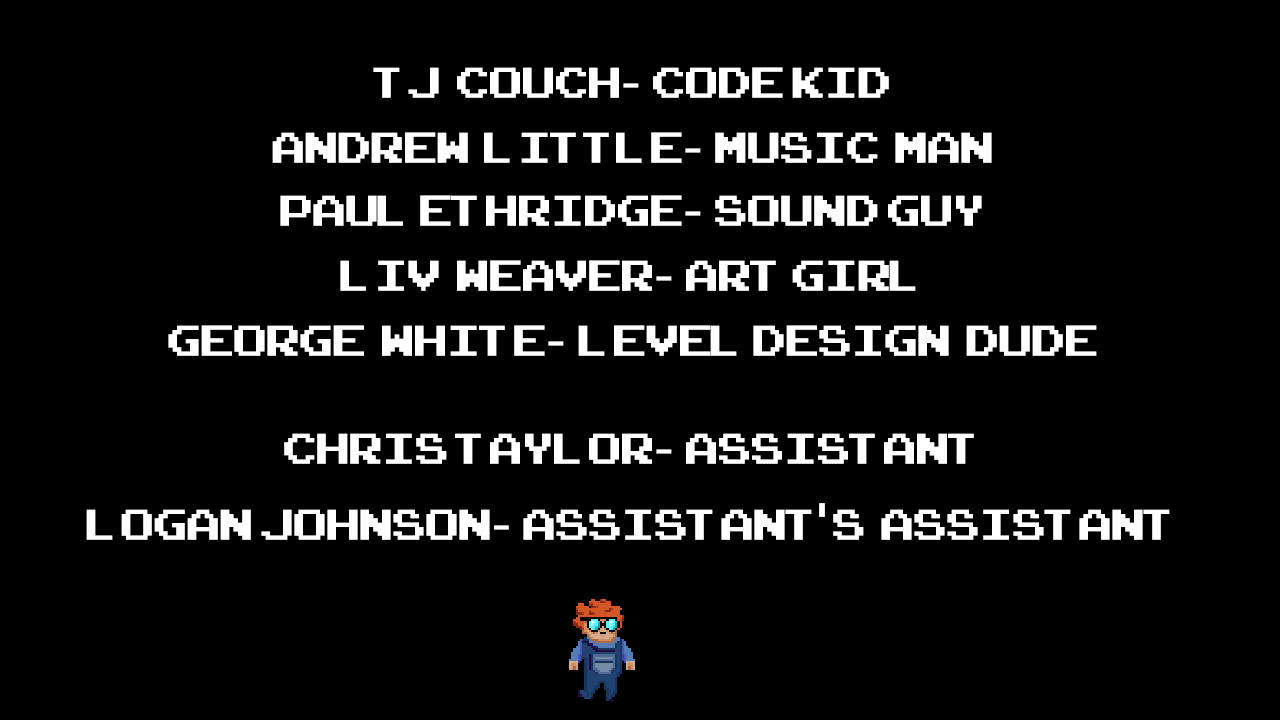 TJ COUCH- CODE KID
ANDREW LITTLE- MUSIC MAN
PAUL ETHRIDGE- SOUND GUY
LIV WEAVER- ART GIRL
GEORGE WHITE- LEVEL DESIGN DUDE
CHRIS TAYLOR- ASSISTANT
LOGAN JOHNSON- ASSISTANT'S ASSISTANT